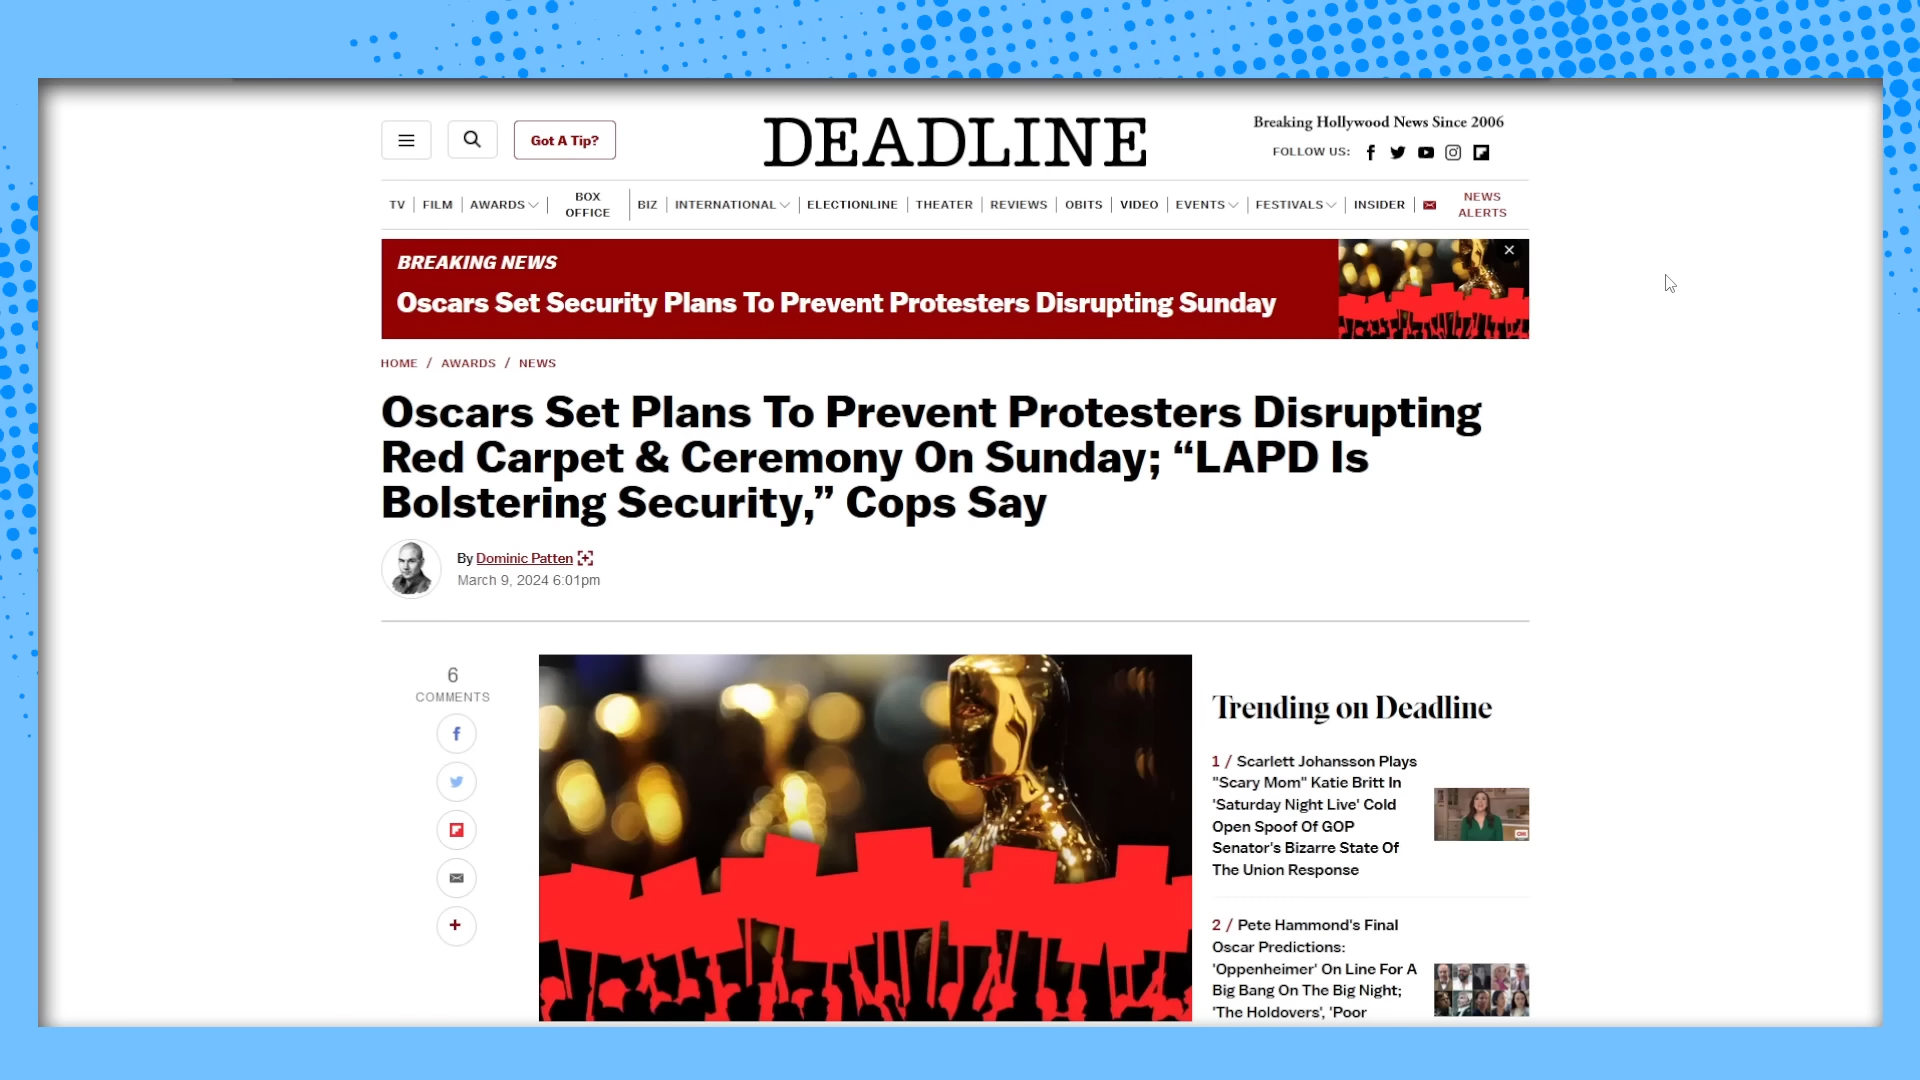 Got A Tip?
DEADLINE
Breaking Hollywood News Since 2006
FOLLOW US:
TV
FILM
AWARDS
BOX
OFFICE
BIZ
INTERNATIONAL
ELECTIONLINE
THEATER
REVIEWS
OBITS
VIDEO
EVENTS
FESTIVALS
INSIDER
NEWS
ALERTS
BREAKING NEWS
Oscars Set Security Plans To Prevent Protesters Disrupting Sunday
HOME / AWARDS / NEWS
Oscars Set Plans To Prevent Protesters Disrupting
Red Carpet & Ceremony On Sunday; “LAPD Is
Bolstering Security,” Cops Say
By Dominic Patten
March 9, 2024 6:01pm
6
COMMENTS
Trending on Deadline
1 / Scarlett Johansson Plays
"Scary Mom" Katie Britt In
'Saturday Night Live' Cold
Open Spoof Of GOP
Senator's Bizarre State Of
The Union Response
2 / Pete Hammond's Final
Oscar Predictions:
'Oppenheimer' On Line For A
Big Bang On The Big Night;
'The Holdovers', 'Poor